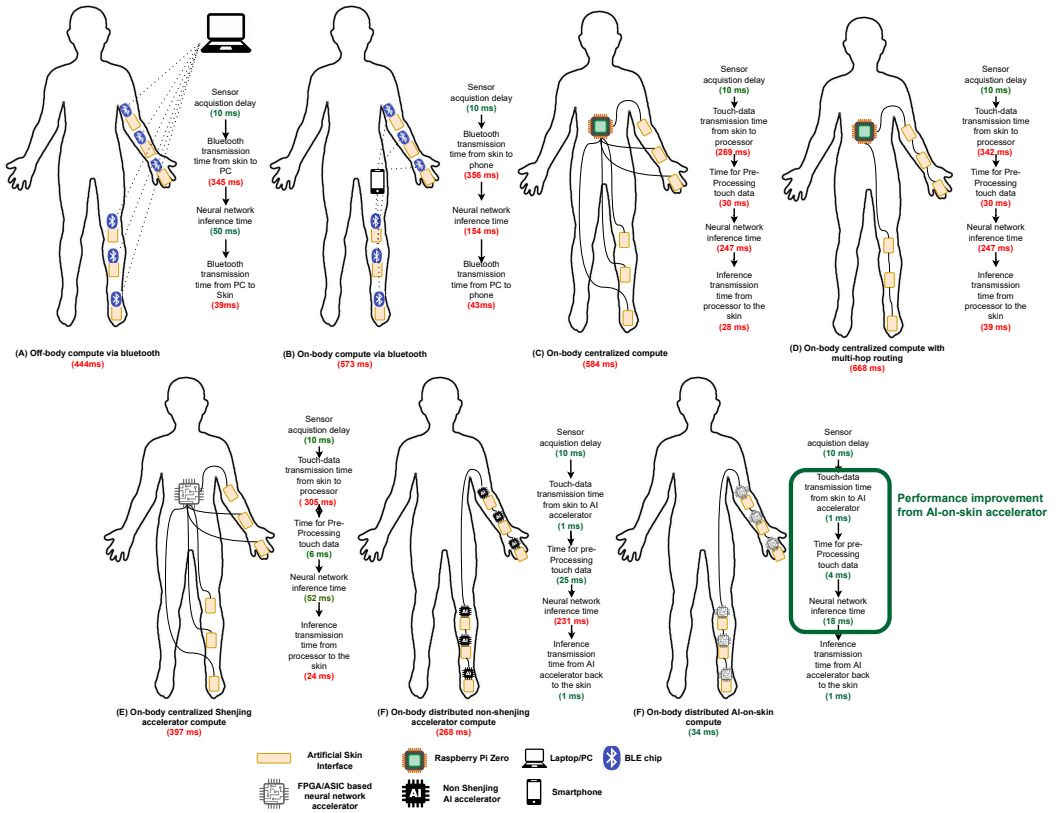 Sensor
acquistion delay
(10 ms)
Bluetooth
transmission
time from skin to
PC
(345 ms)
Neural network
inference time
(50 ms)
Bluetooth
transmission
time from PC to
Skin
(39ms)
(A) Off-body compute via bluetooth
(444ms)
Sensor
acquisition delay
(10 ms)
Bluetooth
transmission
time from skin to
phone
(356 ms)
Neural network
inference time
(154 ms)
Bluetooth
transmission
time from PC to
phone
(43ms)
(B) On-body compute via bluetooth
(573 ms)
Sensor
acquisition delay
(10 ms)
Touch-data
transmission time
from skin to
processor
(269 ms)
Time for Pre-
Processing
touch data
(30 ms)
Neural network
inference time
(247 ms)
Inference
transmission
time from
processor to the
skin
(28 ms)
(C) On-body centralized compute
(584 ms)
Sensor
acquisition delay
(10 ms)
Touch-data
transmission time
from skin to
processor
(342 ms)
Time for Pre-
Processing
touch data
(30 ms)
Neural network
inference time
(247 ms)
Inference
transmission
time from
processor to the
skin
(39 ms)
(D) On-body centralized compute with
multi-hop routing
(668 ms)
Sensor
acquisition delay
(10 ms)
Touch-data
transmission time
from skin to
processor
( 305 ms)
Time for Pre-
Processing
touch data
(6 ms)
Neural network
inference time
(52 ms)
Inference
transmission
time from
processor to the
skin
(24 ms)
(E) On-body centralized Shenjing
accelerator compute
(397 ms)
Sensor
acquisition delay
(10 ms)
Touch-data
transmission time
from skin to AI
accelerator
(1 ms)
Time for pre-
Processing
touch data
(25 ms)
Neural network
inference time
(231 ms)
Inference
transmission
time from AI
accelerator back
to the skin
(1 ms)
(F) On-body distributed non-shenjing
accelerator compute
(268 ms)
Sensor
acquisition delay
(10 ms)
Touch-data
transmission time
from skin to AI
accelerator
(1 ms)
Time for pre-
Processing
touch data
(4 ms)
Neural network
inference time
(18 ms)
Inference
transmission
time from AI
accelerator back
to the skin
(1 ms)
Performance improvement
from AI-on-skin accelerator
(F) On-body distributed AI-on-skin
compute
(34 ms)
Artificial Skin
Interface
Raspberry Pi Zero
Laptop/PC
BLE chip
FPGA/ASIC based
neural network
accelerator
AI
Non Shenjing
AI accelerator
Smartphone